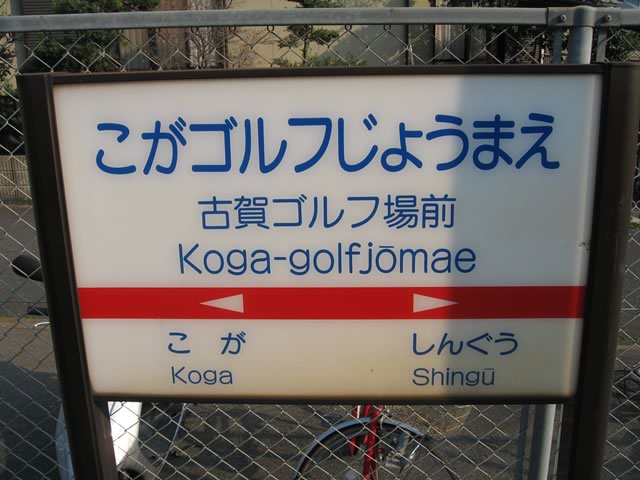 こがゴルフじょうまえ
古賀ゴルフ場前
Koga-golfjōmae
こが しんぐう
Koga Shingū